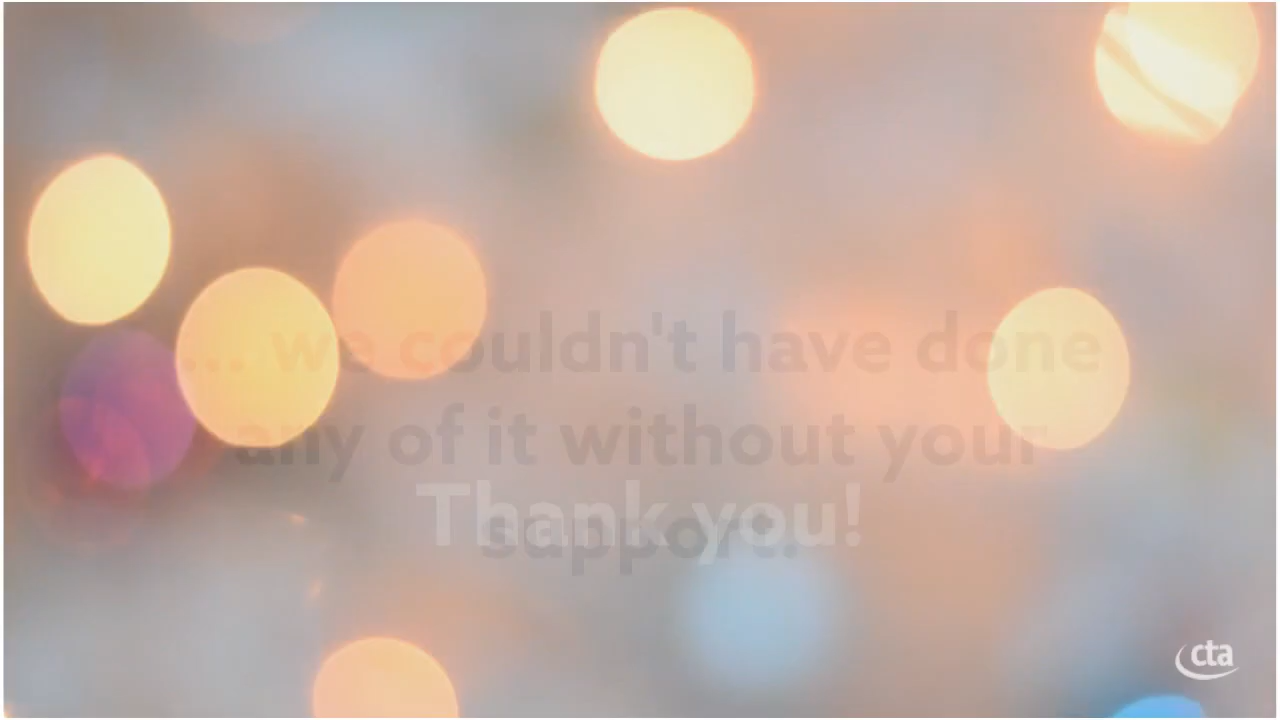 ... we couldn't have done
any of it without your
support.
Thank you!
cta